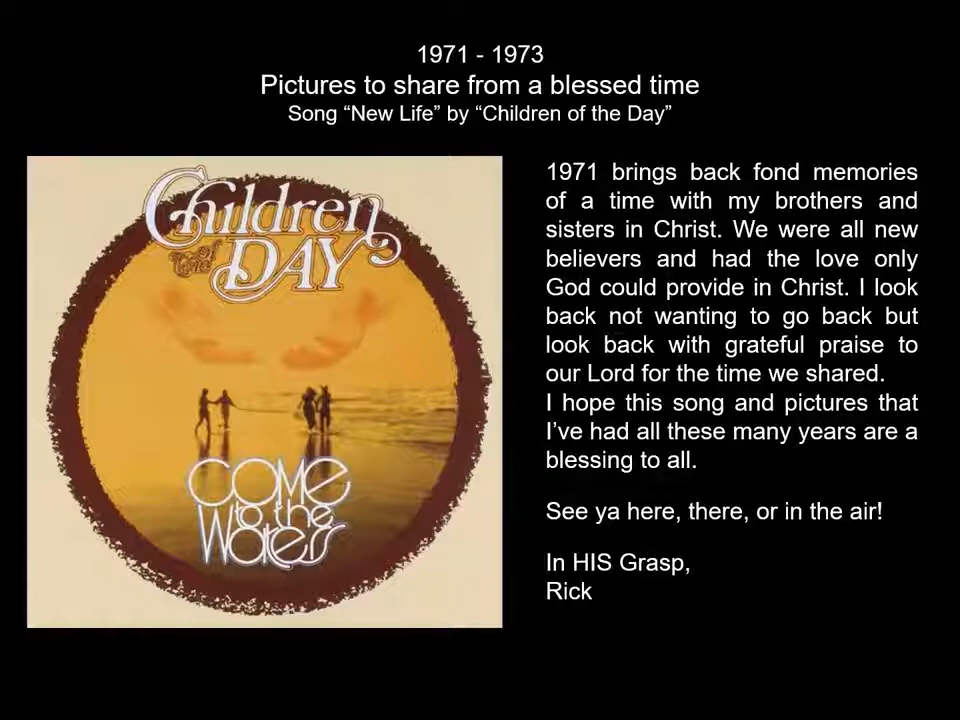 1971 - 1973
Pictures to share from a blessed time
Song “New Life” by “Children of the Day”
Children
of the
DAY
COME
to the
Waters
1971 brings back fond memories
of a time with my brothers and
sisters in Christ. We were all new
believers and had the love only
God could provide in Christ. I look
back not wanting to go back but
look back with grateful praise to
our Lord for the time we shared.
I hope this song and pictures that
I’ve had all these many years are a
blessing to all.
See ya here, there, or in the air!
In HIS Grasp,
Rick